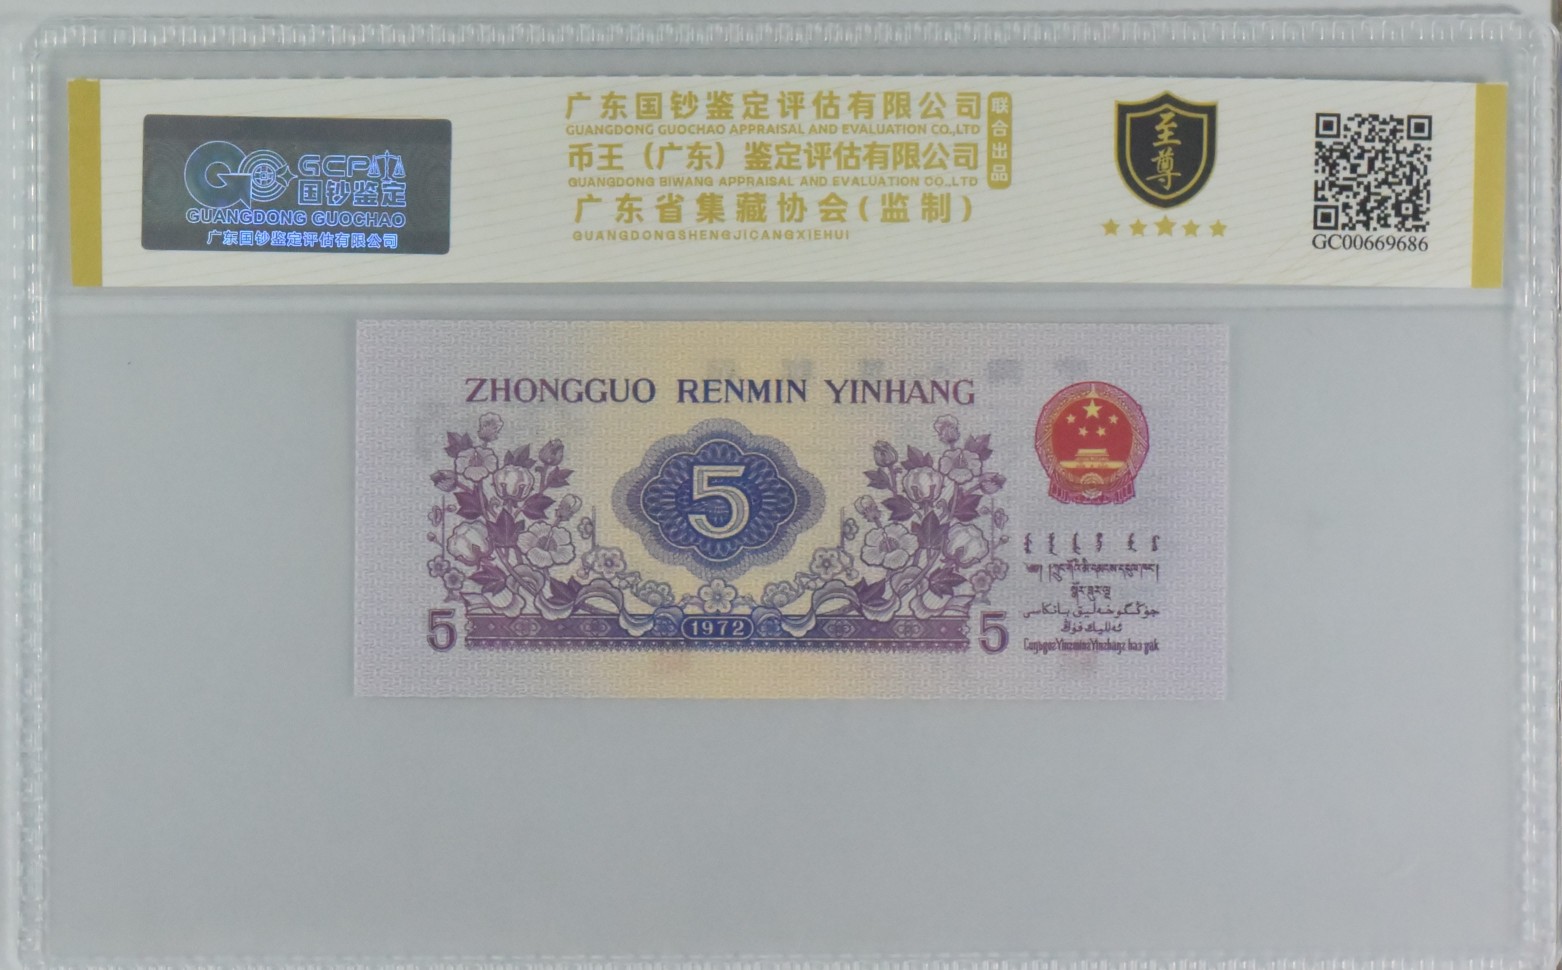 GCP
国钞鉴定
GUANGDONG GUOCHAO
广东国钞鉴定评估有限公司
广东国钞鉴定评估有限公司
GUANGDONG GUOCHAO APPRAISAL AND EVALUATION CO.,LTD
币王（广东）鉴定评估有限公司
GUANGDONG BIWANG APPRAISAL AND EVALUATION CO.,LTD
广东省集藏协会(监制)
GUANGDONGSHENGJICANGXIEHUI
联合出品
至尊
GC00669686
ZHONGGUO RENMIN YINHANG
5
جۇڭگو خەلىق بانكاسى
5
1972
5